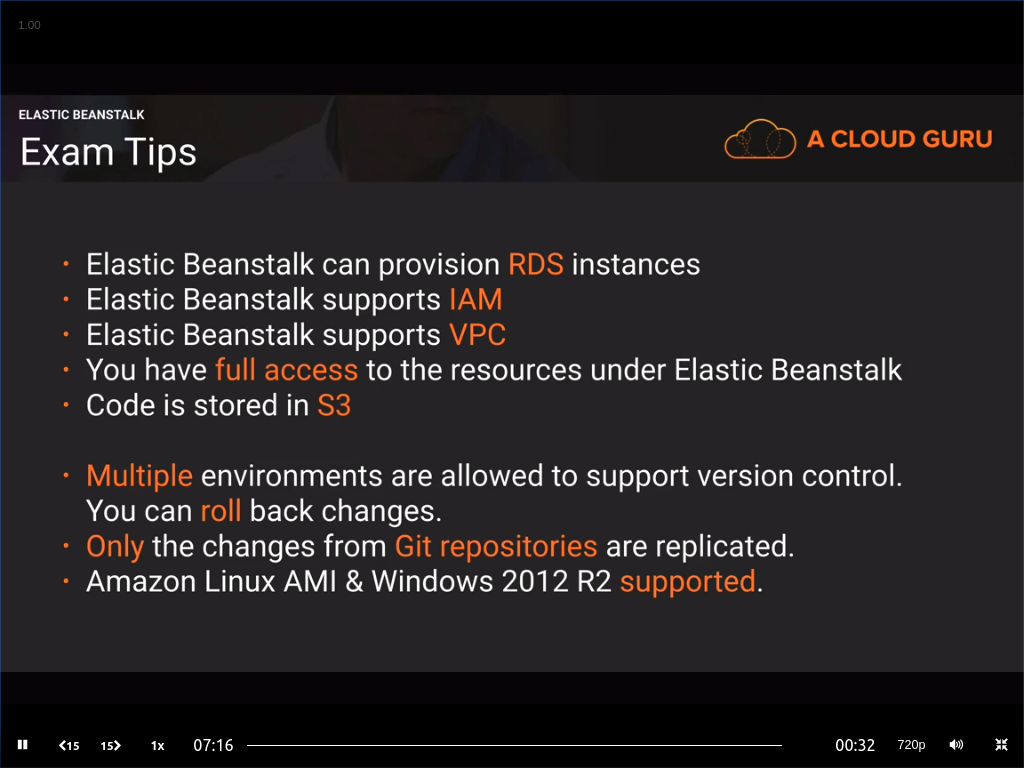 1.00
ELASTIC BEANSTALK
Exam Tips
A CLOUD GURU
• Elastic Beanstalk can provision RDS instances
• Elastic Beanstalk supports IAM
• Elastic Beanstalk supports VPC
• You have full access to the resources under Elastic Beanstalk
• Code is stored in S3
• Multiple environments are allowed to support version control.
You can roll back changes.
• Only the changes from Git repositories are replicated.
• Amazon Linux AMI & Windows 2012 R2 supported.
15 15 1x 07:16 00:32 720p